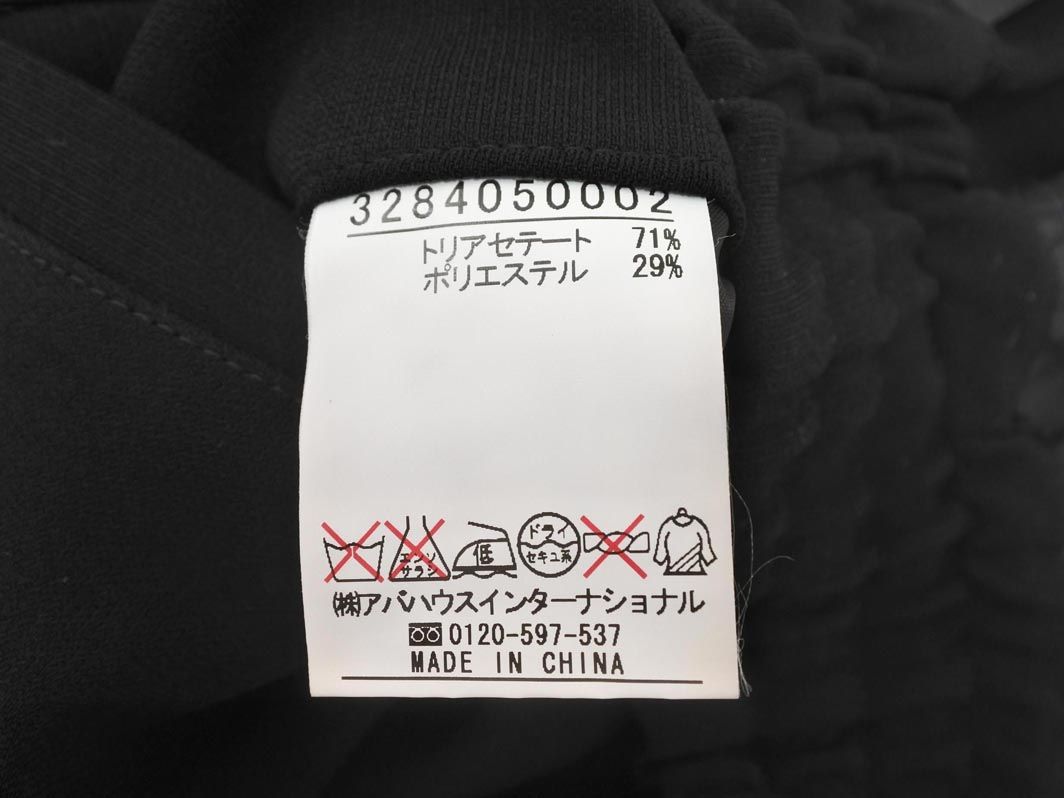 3284050002
トリアセテート 71%
ポリエステル 29%
エンソ サラシ 低 ドライ セキユ系
㈱アバハウスインターナショナル
0120-597-537
MADE IN CHINA